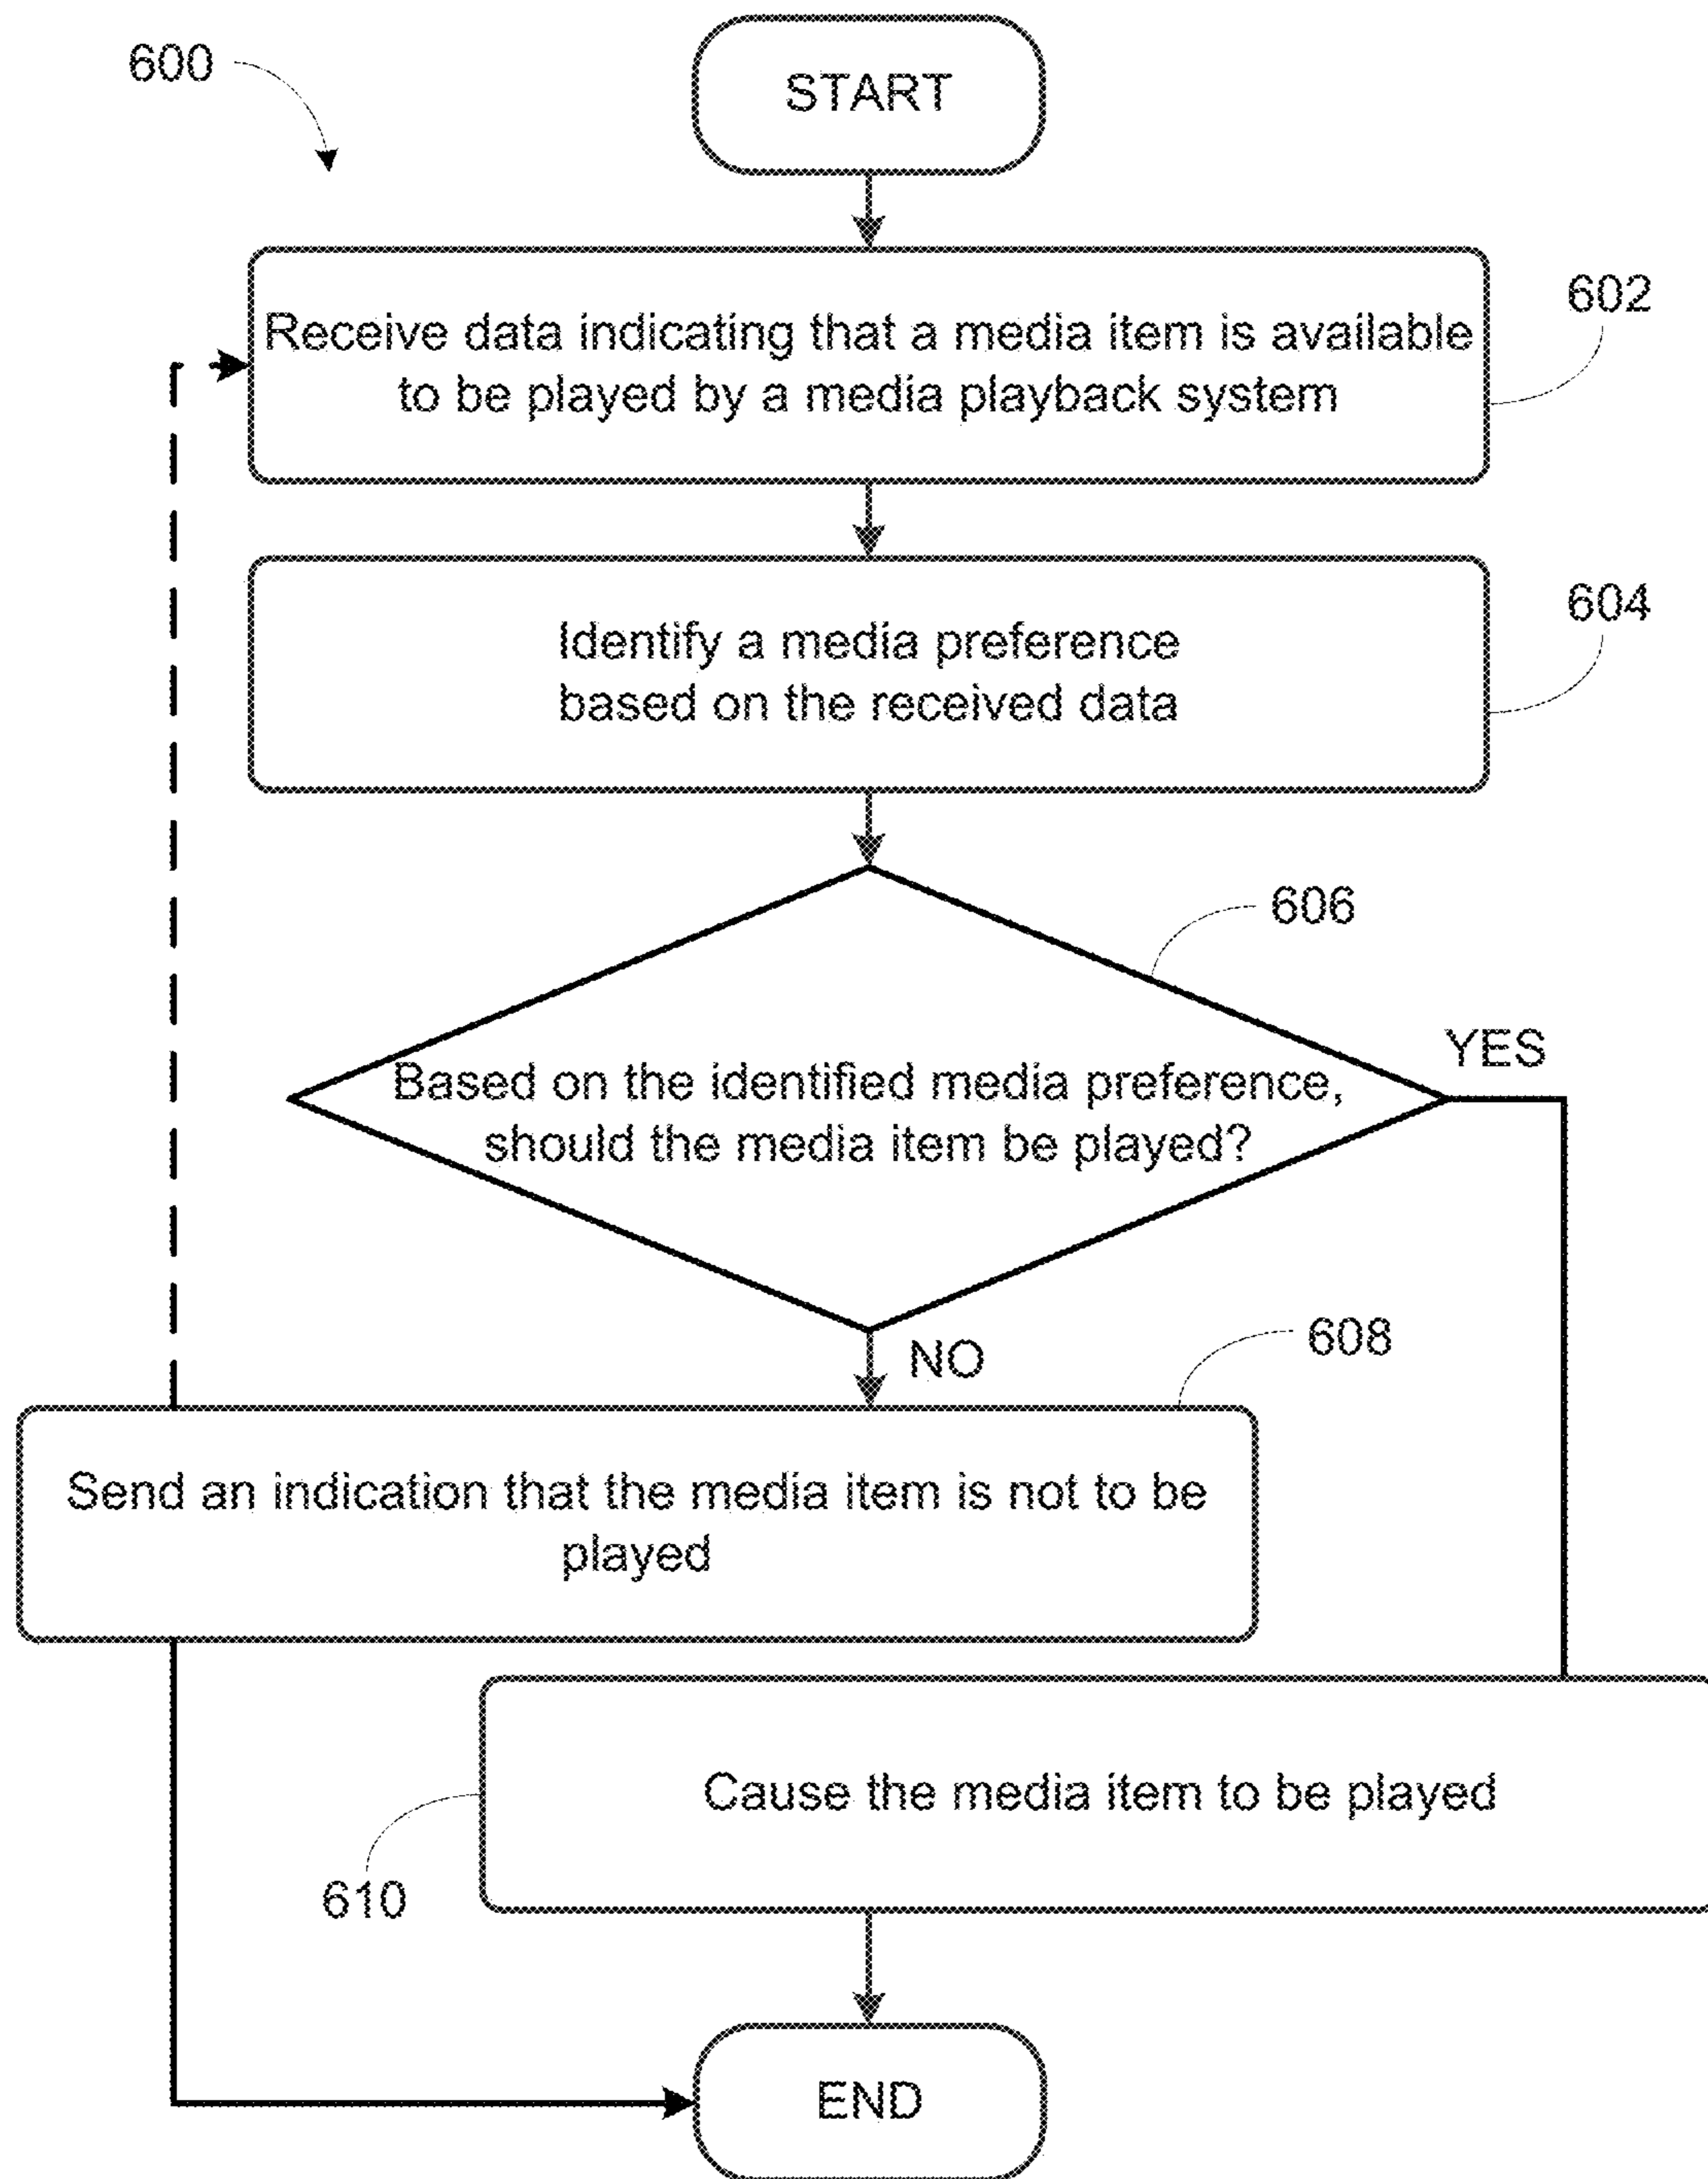 600
START
602
Receive data indicating that a media item is available
to be played by a media playback system
604
Identify a media preference
based on the received data
606
YES
Based on the identified media preference,
should the media item be played?
NO
608
Send an indication that the media item is not to be
played
Cause the media item to be played
610
END